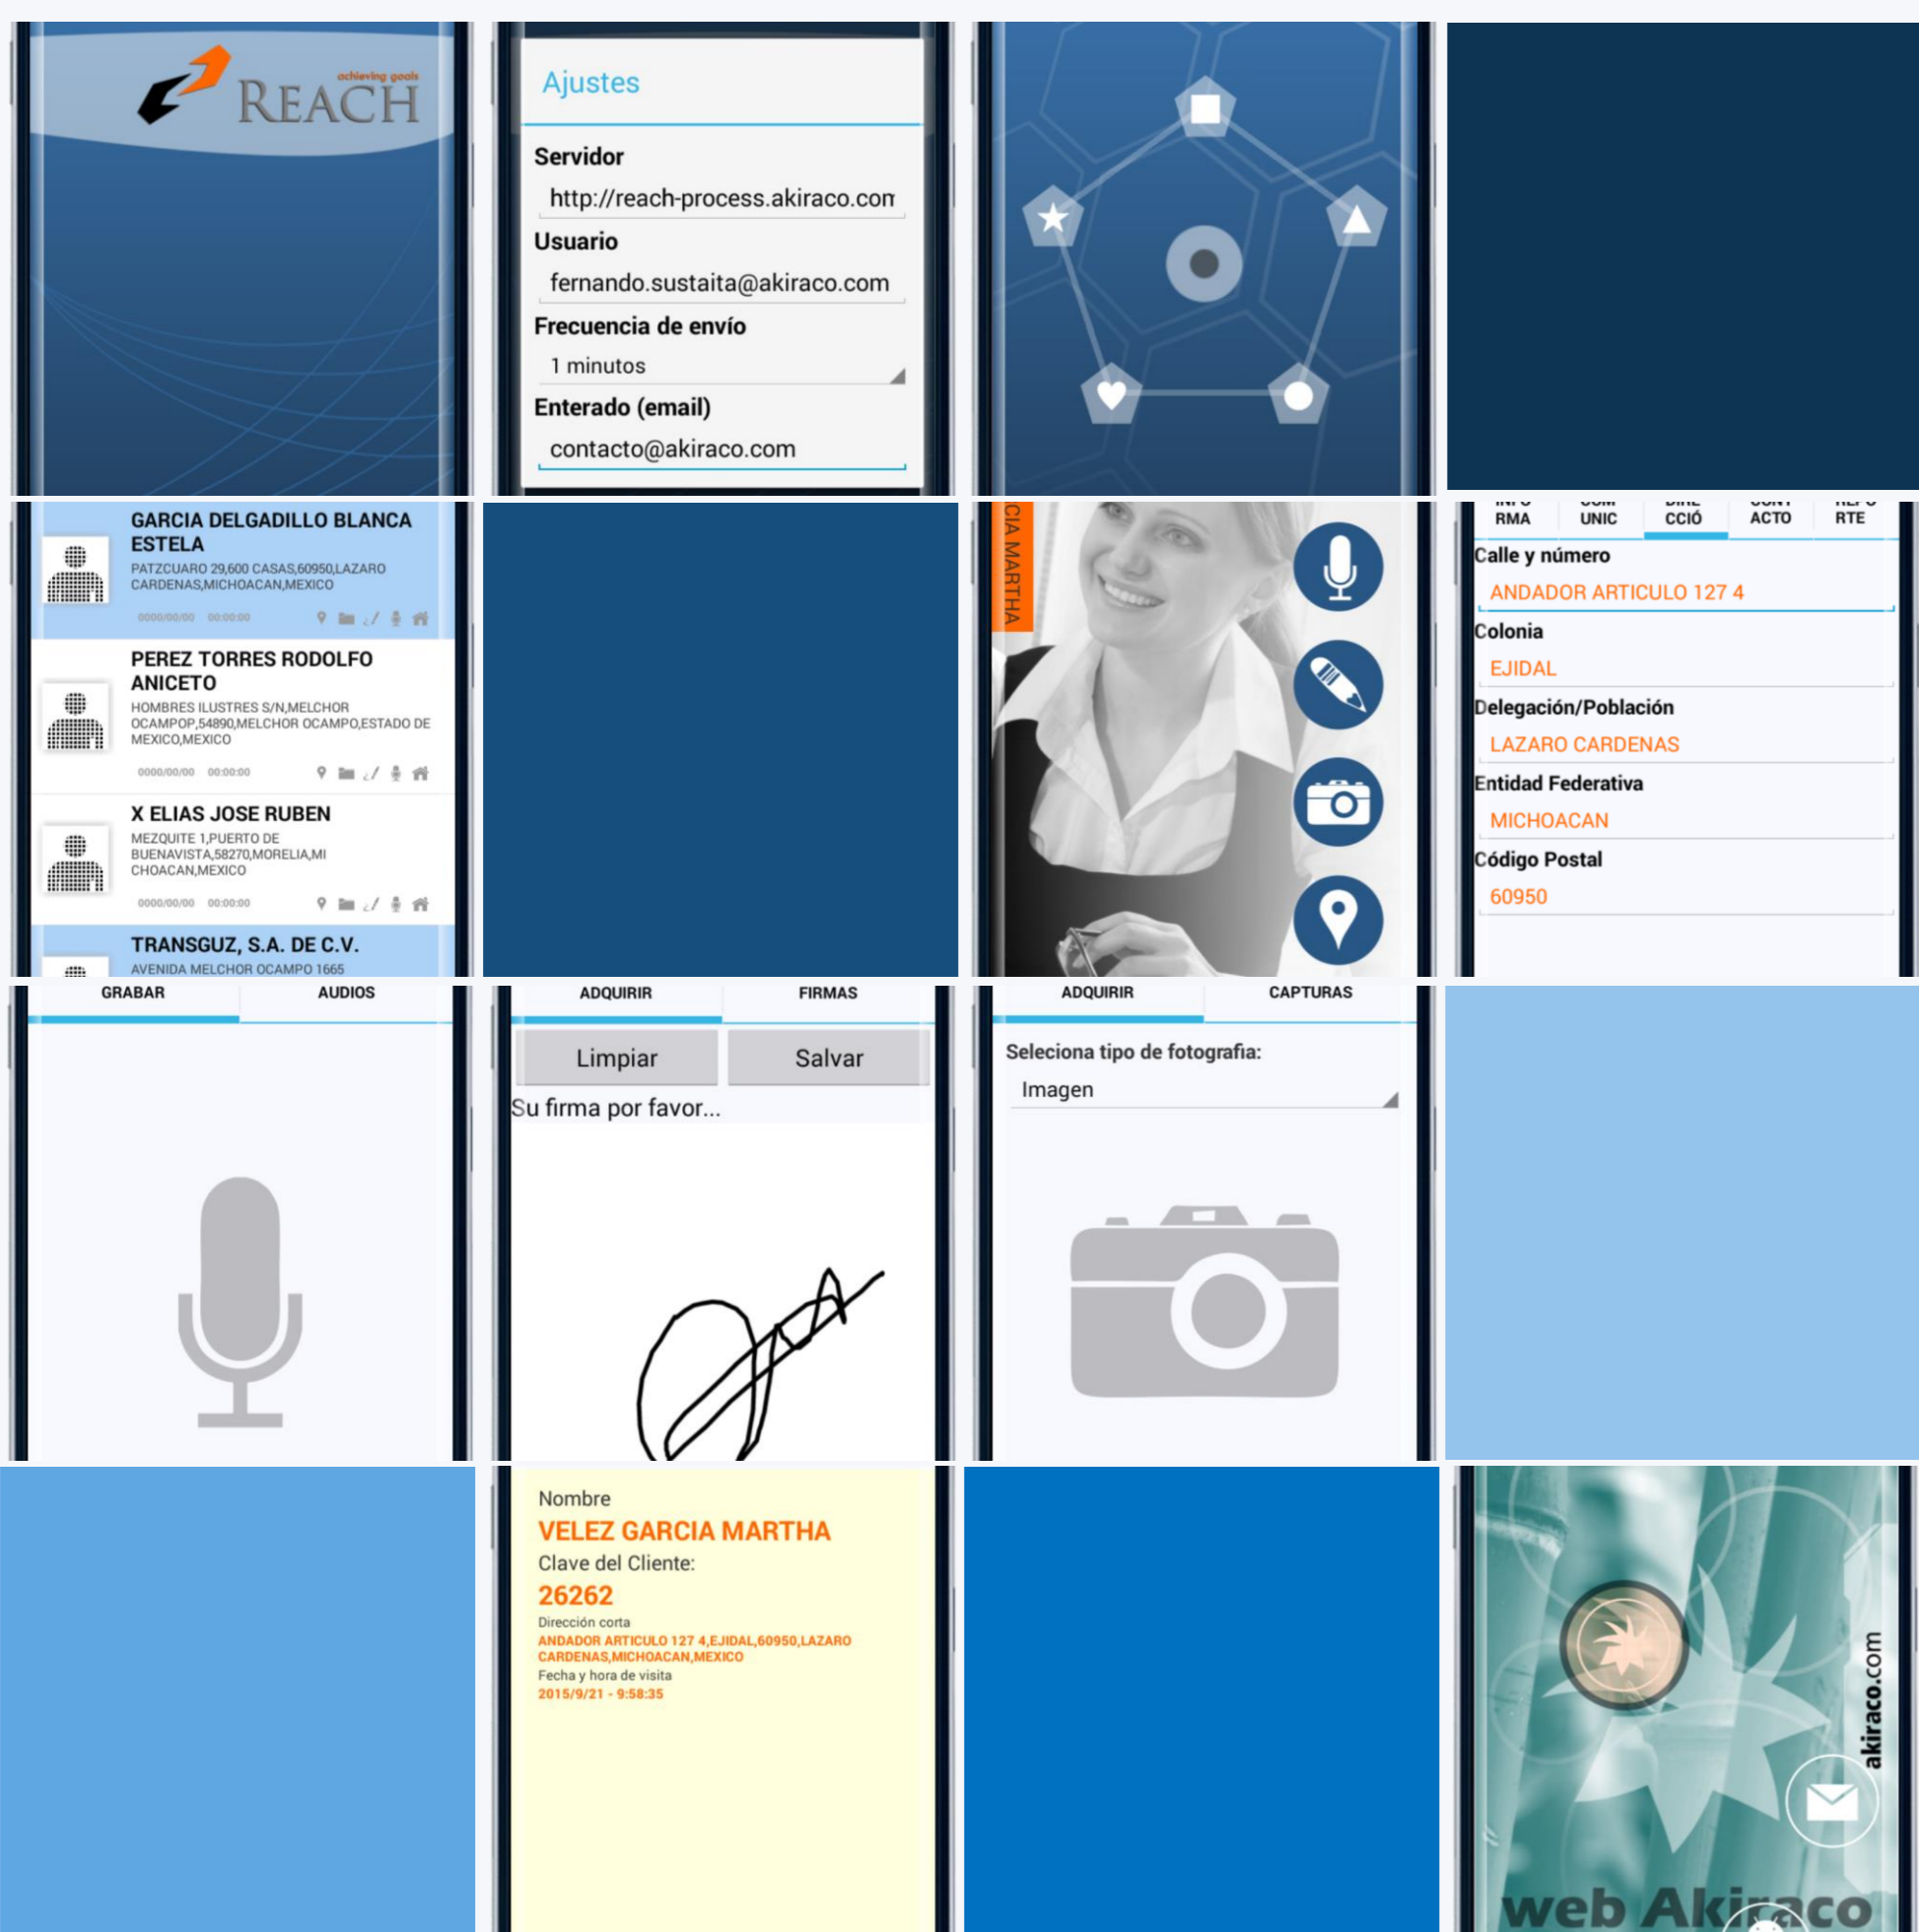 achieving goals
REACH
Ajustes
Servidor
http://reach-process.akiraco.com
Usuario
fernando.sustaita@akiraco.com
Frecuencia de envío
1 minutos
Enterado (email)
contacto@akiraco.com
GARCIA DELGADILLO BLANCA
ESTELA
PATZCUARO 29,600 CASAS,60950,LAZARO
CARDENAS,MICHOACAN,MEXICO
0000/00/00 00:00:00
PEREZ TORRES RODOLFO
ANICETO
HOMBRES ILUSTRES S/N,MELCHOR
OCAMPOP,54890,MELCHOR OCAMPO,ESTADO DE
MEXICO,MEXICO
0000/00/00 00:00:00
X ELIAS JOSE RUBEN
MEZQUITE 1,PUERTO DE
BUENAVISTA,58270,MORELIA,MI
CHOACAN,MEXICO
0000/00/00 00:00:00
TRANSGUZ, S.A. DE C.V.
AVENIDA MELCHOR OCAMPO 1665
CIA MARTHA
INFO COM DIRE CONT REPO
RMA UNIC CCIÓ ACTO RTE
Calle y número
ANDADOR ARTICULO 127 4
Colonia
EJIDAL
Delegación/Población
LAZARO CARDENAS
Entidad Federativa
MICHOACAN
Código Postal
60950
GRABAR AUDIOS
ADQUIRIR FIRMAS
Limpiar Salvar
Su firma por favor...
ADQUIRIR CAPTURAS
Seleciona tipo de fotografia:
Imagen
Nombre
VELEZ GARCIA MARTHA
Clave del Cliente:
26262
Dirección corta
ANDADOR ARTICULO 127 4,EJIDAL,60950,LAZARO
CARDENAS,MICHOACAN,MEXICO
Fecha y hora de visita
2015/9/21 - 9:58:35
akiraco.com
web Akiraco